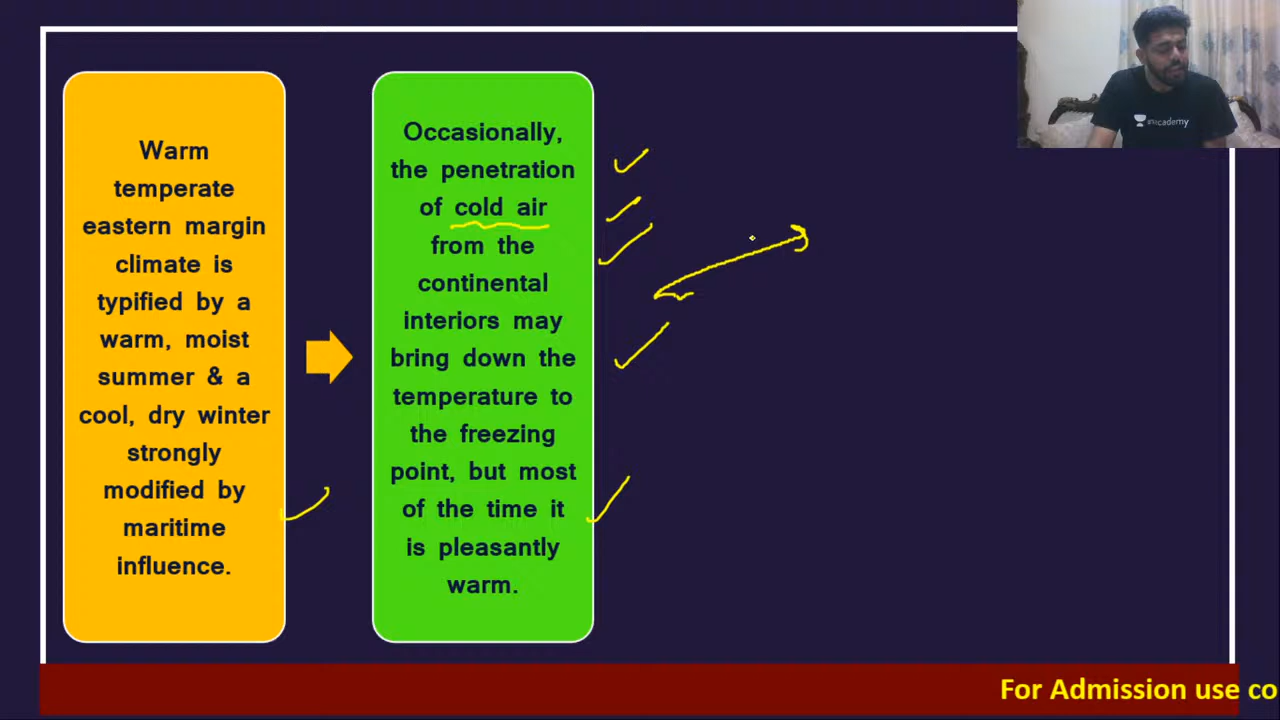 Warm
temperate
eastern margin
climate is
typified by a
warm, moist
summer & a
cool, dry winter
strongly
modified by
maritime
influence.
Occasionally,
the penetration
of cold air
from the
continental
interiors may
bring down the
temperature to
the freezing
point, but most
of the time it
is pleasantly
warm.
For Admission use co